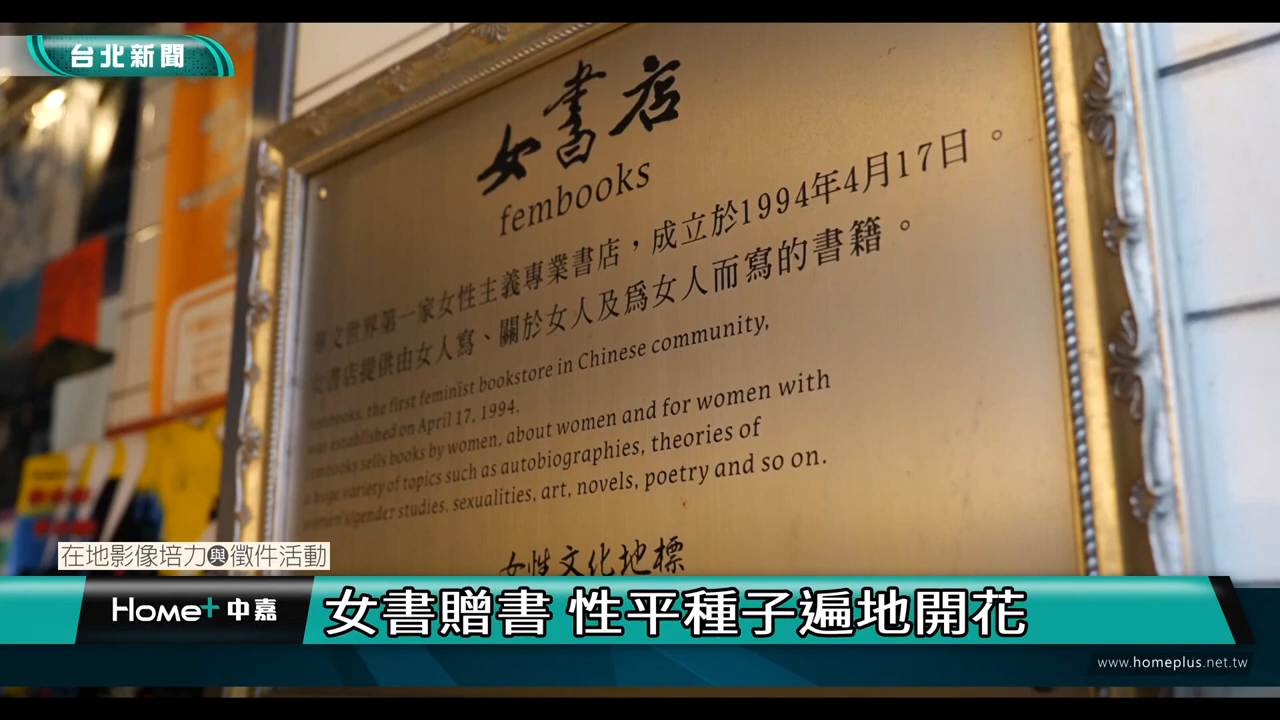 台北新聞
女書店
fembooks
華文世界第一家女性主義專業書店，成立於1994年4月17日。
女書店提供由女人寫、關於女人及為女人而寫的書籍。
fembooks, the first feminist bookstore in Chinese community,
was established on April 17, 1994.
fembooks sells books by women, about women and for women with
a huge variety of topics such as autobiographies, theories of
women's/gender studies, sexualities, art, novels, poetry and so on.
女性文化地標
在地影像培力與徵件活動
Home+中嘉
女書贈書 性平種子遍地開花
www.homeplus.net.tw